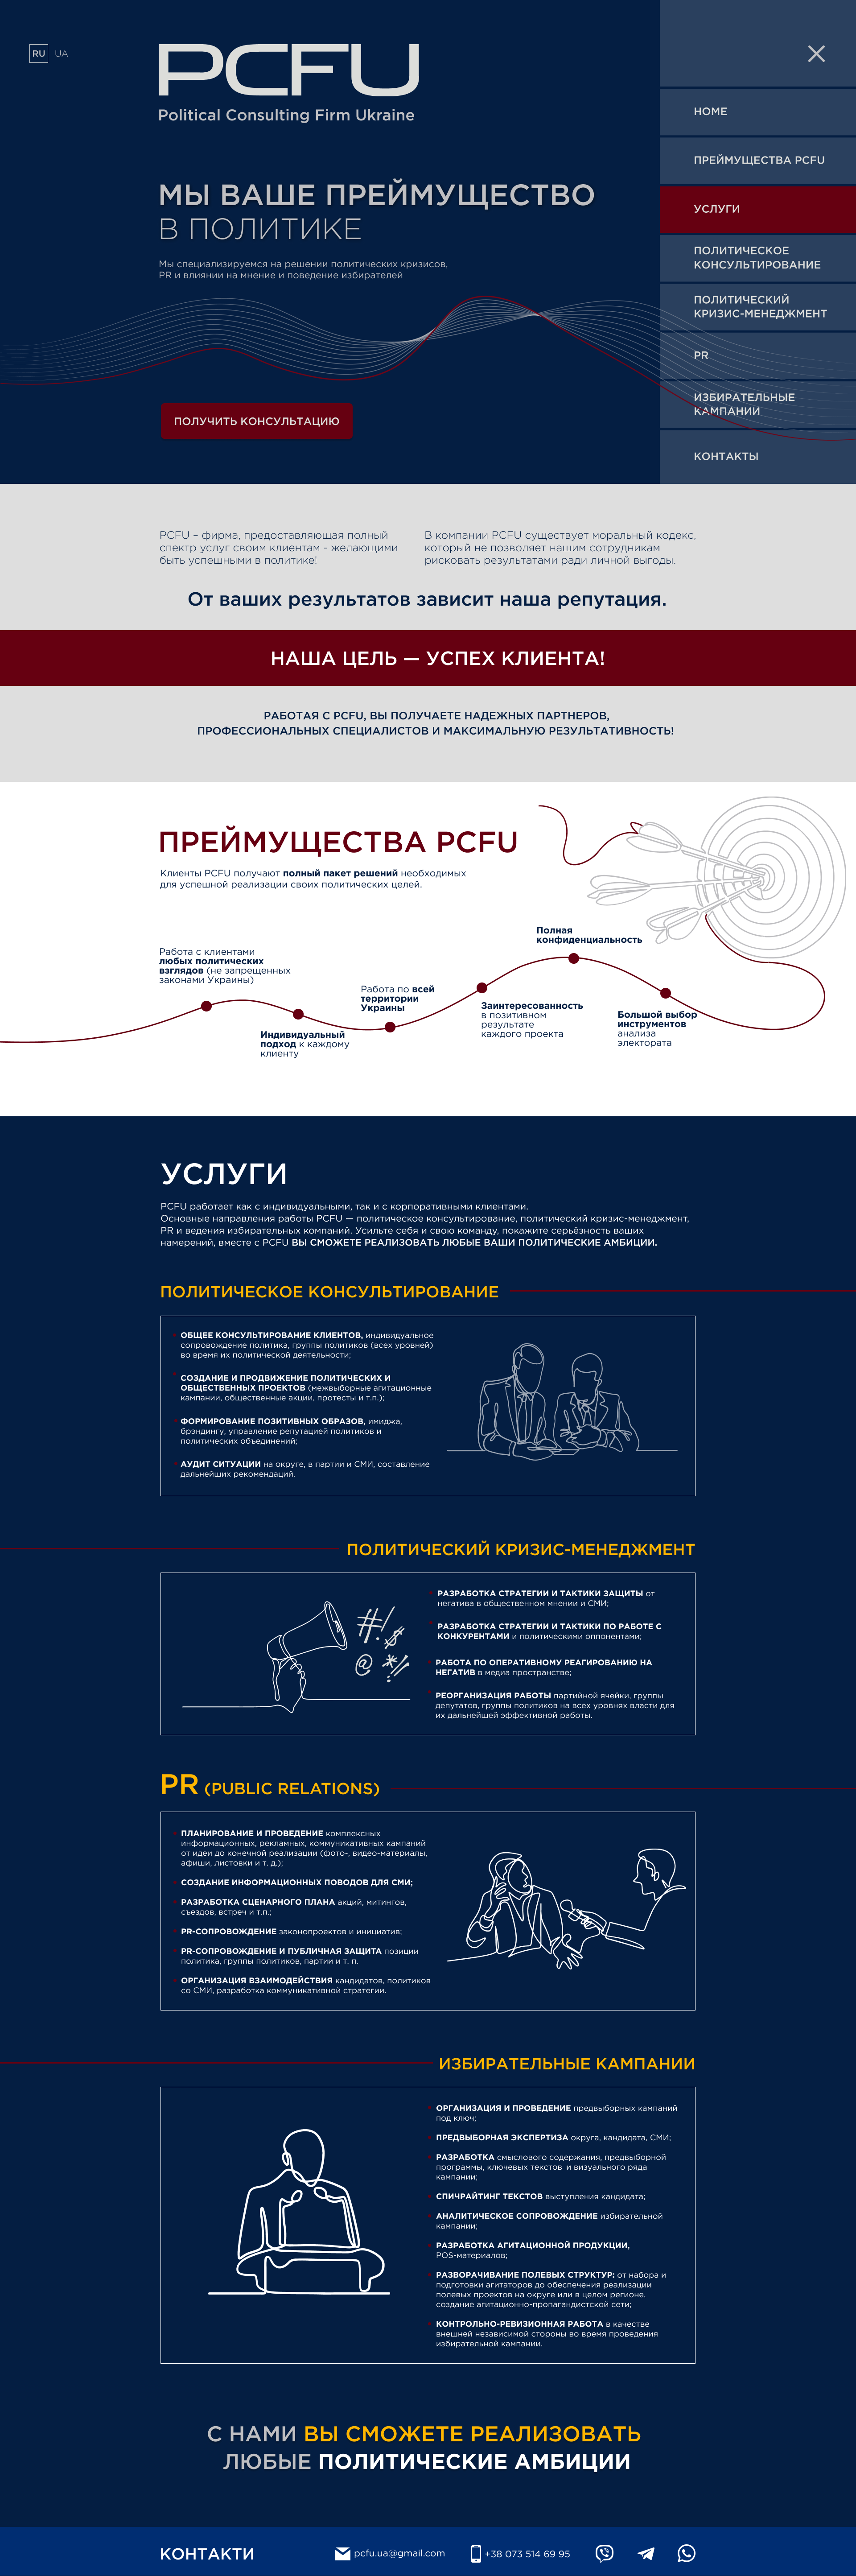 RU UA
PCFU
Political Consulting Firm Ukraine
МЫ ВАШЕ ПРЕЙМУЩЕСТВО
В ПОЛИТИКЕ
Мы специализируемся на решении политических кризисов,
PR и влиянии на мнение и поведение избирателей
ПОЛУЧИТЬ КОНСУЛЬТАЦИЮ
HOME
ПРЕЙМУЩЕСТВА PCFU
УСЛУГИ
ПОЛИТИЧЕСКОЕ
КОНСУЛЬТИРОВАНИЕ
ПОЛИТИЧЕСКИЙ
КРИЗИС-МЕНЕДЖМЕНТ
PR
ИЗБИРАТЕЛЬНЫЕ
КАМПАНИИ
КОНТАКТЫ
PCFU – фирма, предоставляющая полный
спектр услуг своим клиентам - желающими
быть успешными в политике!
В компании PCFU существует моральный кодекс,
который не позволяет нашим сотрудникам
рисковать результатами ради личной выгоды.
От ваших результатов зависит наша репутация.
НАША ЦЕЛЬ — УСПЕХ КЛИЕНТА!
РАБОТАЯ С PCFU, ВЫ ПОЛУЧАЕТЕ НАДЕЖНЫХ ПАРТНЕРОВ,
ПРОФЕССИОНАЛЬНЫХ СПЕЦИАЛИСТОВ И МАКСИМАЛЬНУЮ РЕЗУЛЬТАТИВНОСТЬ!
ПРЕЙМУЩЕСТВА PCFU
Клиенты PCFU получают полный пакет решений необходимых
для успешной реализации своих политических целей.
Работа с клиентами
любых политических
взглядов (не запрещенных
законами Украины)
Индивидуальный
подход к каждому
клиенту
Работа по всей
территории
Украины
Заинтересованность
в позитивном
результате
каждого проекта
Полная
конфиденциальность
Большой выбор
инструментов
анализа
электората
УСЛУГИ
PCFU работает как с индивидуальными, так и с корпоративными клиентами.
Основные направления работы PCFU — политическое консультирование, политический кризис-менеджмент,
PR и ведения избирательных компаний. Усильте себя и свою команду, покажите серьёзность ваших
намерений, вместе с PCFU ВЫ СМОЖЕТЕ РЕАЛИЗОВАТЬ ЛЮБЫЕ ВАШИ ПОЛИТИЧЕСКИЕ АМБИЦИИ.
ПОЛИТИЧЕСКОЕ КОНСУЛЬТИРОВАНИЕ
ОБЩЕЕ КОНСУЛЬТИРОВАНИЕ КЛИЕНТОВ, индивидуальное
сопровождение политика, группы политиков (всех уровней)
во время их политической деятельности;
СОЗДАНИЕ И ПРОДВИЖЕНИЕ ПОЛИТИЧЕСКИХ И
ОБЩЕСТВЕННЫХ ПРОЕКТОВ (межвыборные агитационные
кампании, общественные акции, протесты и т.п.);
ФОРМИРОВАНИЕ ПОЗИТИВНЫХ ОБРАЗОВ, имиджа,
брэндингу, управление репутацией политиков и
политических объединений;
АУДИТ СИТУАЦИИ на округе, в партии и СМИ, составление
дальнейших рекомендаций.
ПОЛИТИЧЕСКИЙ КРИЗИС-МЕНЕДЖМЕНТ
#!/$
@*!/
РАЗРАБОТКА СТРАТЕГИИ И ТАКТИКИ ЗАЩИТЫ от
негатива в общественном мнении и СМИ;
РАЗРАБОТКА СТРАТЕГИИ И ТАКТИКИ ПО РАБОТЕ С
КОНКУРЕНТАМИ и политическими оппонентами;
РАБОТА ПО ОПЕРАТИВНОМУ РЕАГИРОВАНИЮ НА
НЕГАТИВ в медиа пространстве;
РЕОРГАНИЗАЦИЯ РАБОТЫ партийной ячейки, группы
депутатов, группы политиков на всех уровнях власти для
их дальнейшей эффективной работы.
PR (PUBLIC RELATIONS)
ПЛАНИРОВАНИЕ И ПРОВЕДЕНИЕ комплексных
информационных, рекламных, коммуникативных кампаний
от идеи до конечной реализации (фото-, видео-материалы,
афиши, листовки и т. д.);
СОЗДАНИЕ ИНФОРМАЦИОННЫХ ПОВОДОВ ДЛЯ СМИ;
РАЗРАБОТКА СЦЕНАРНОГО ПЛАНА акций, митингов,
съездов, встреч и т.п.;
PR-СОПРОВОЖДЕНИЕ законопроектов и инициатив;
PR-СОПРОВОЖДЕНИЕ И ПУБЛИЧНАЯ ЗАЩИТА позиции
политика, группы политиков, партии и т. п.
ОРГАНИЗАЦИЯ ВЗАИМОДЕЙСТВИЯ кандидатов, политиков
со СМИ, разработка коммуникативной стратегии.
ИЗБИРАТЕЛЬНЫЕ КАМПАНИИ
ОРГАНИЗАЦИЯ И ПРОВЕДЕНИЕ предвыборных кампаний
под ключ;
ПРЕДВЫБОРНАЯ ЭКСПЕРТИЗА округа, кандидата, СМИ;
РАЗРАБОТКА смыслового содержания, предвыборной
программы, ключевых текстов и визуального ряда
кампании;
СПИЧРАЙТИНГ ТЕКСТОВ выступления кандидата;
АНАЛИТИЧЕСКОЕ СОПРОВОЖДЕНИЕ избирательной
кампании;
РАЗРАБОТКА АГИТАЦИОННОЙ ПРОДУКЦИИ,
POS-материалов;
РАЗВОРАЧИВАНИЕ ПОЛЕВЫХ СТРУКТУР: от набора и
подготовки агитаторов до обеспечения реализации
полевых проектов на округе или в целом регионе,
создание агитационно-пропагандистской сети;
КОНТРОЛЬНО-РЕВИЗИОННАЯ РАБОТА в качестве
внешней независимой стороны во время проведения
избирательной кампании.
С НАМИ ВЫ СМОЖЕТЕ РЕАЛИЗОВАТЬ
ЛЮБЫЕ ПОЛИТИЧЕСКИЕ АМБИЦИИ
КОНТАКТИ
pcfu.ua@gmail.com
+38 073 514 69 95